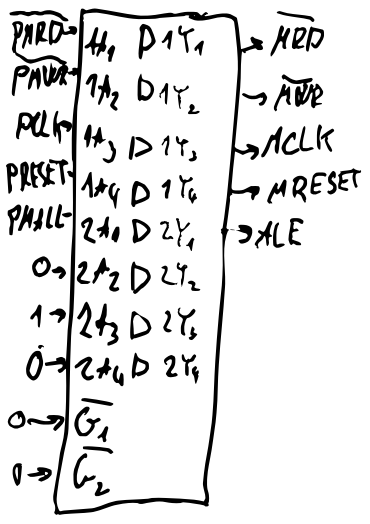 PMRD 1A1 D 1Y1 MRD
PMWR 1A2 D 1Y2 MWR
PCLK 1A3 D 1Y3 MCLK
PRESET 1A4 D 1Y4 MRESET
2A1 D 2Y1 ALE
0 2A2 D 2Y2
1 2A3 D 2Y3
0 2A4 D 2Y4
0 G1
0 G2